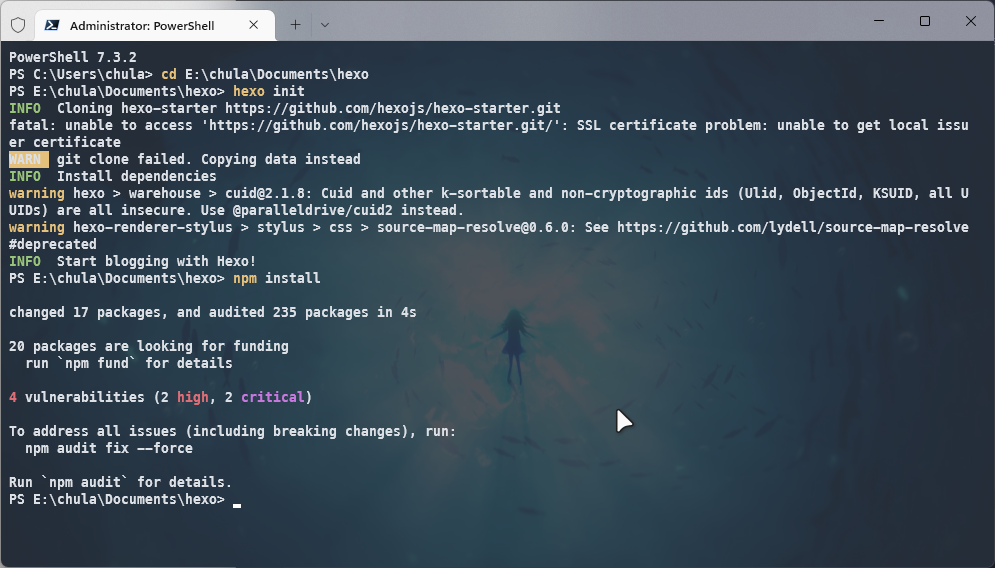 Administrator: PowerShell
PowerShell 7.3.2
PS C:\Users\chula> cd E:\chula\Documents\hexo
PS E:\chula\Documents\hexo> hexo init
INFO  Cloning hexo-starter https://github.com/hexojs/hexo-starter.git
fatal: unable to access 'https://github.com/hexojs/hexo-starter.git/': SSL certificate problem: unable to get local issu
er certificate
WARN  git clone failed. Copying data instead
INFO  Install dependencies
warning hexo > warehouse > cuid@2.1.8: Cuid and other k-sortable and non-cryptographic ids (Ulid, ObjectId, KSUID, all U
UIDs) are all insecure. Use @paralleldrive/cuid2 instead.
warning hexo-renderer-stylus > stylus > css > source-map-resolve@0.6.0: See https://github.com/lydell/source-map-resolve
#deprecated
INFO  Start blogging with Hexo!
PS E:\chula\Documents\hexo> npm install
changed 17 packages, and audited 235 packages in 4s
20 packages are looking for funding
  run `npm fund` for details
4 vulnerabilities (2 high, 2 critical)
To address all issues (including breaking changes), run:
  npm audit fix --force
Run `npm audit` for details.
PS E:\chula\Documents\hexo>